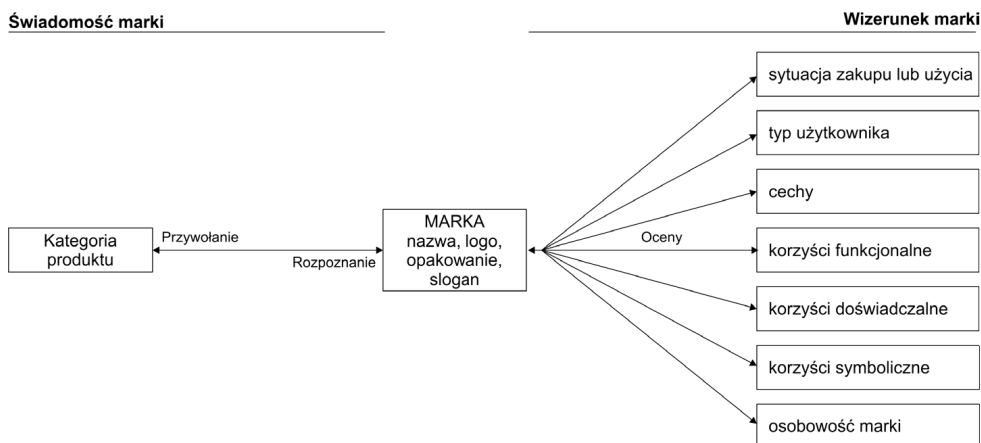 Świadomość marki
Wizerunek marki
sytuacja zakupu lub użycia
typ użytkownika
cechy
Kategoria
produktu
Przywołanie
Rozpoznanie
MARKA
nazwa, logo,
opakowanie,
slogan
Oceny
korzyści funkcjonalne
korzyści doświadczalne
korzyści symboliczne
osobowość marki